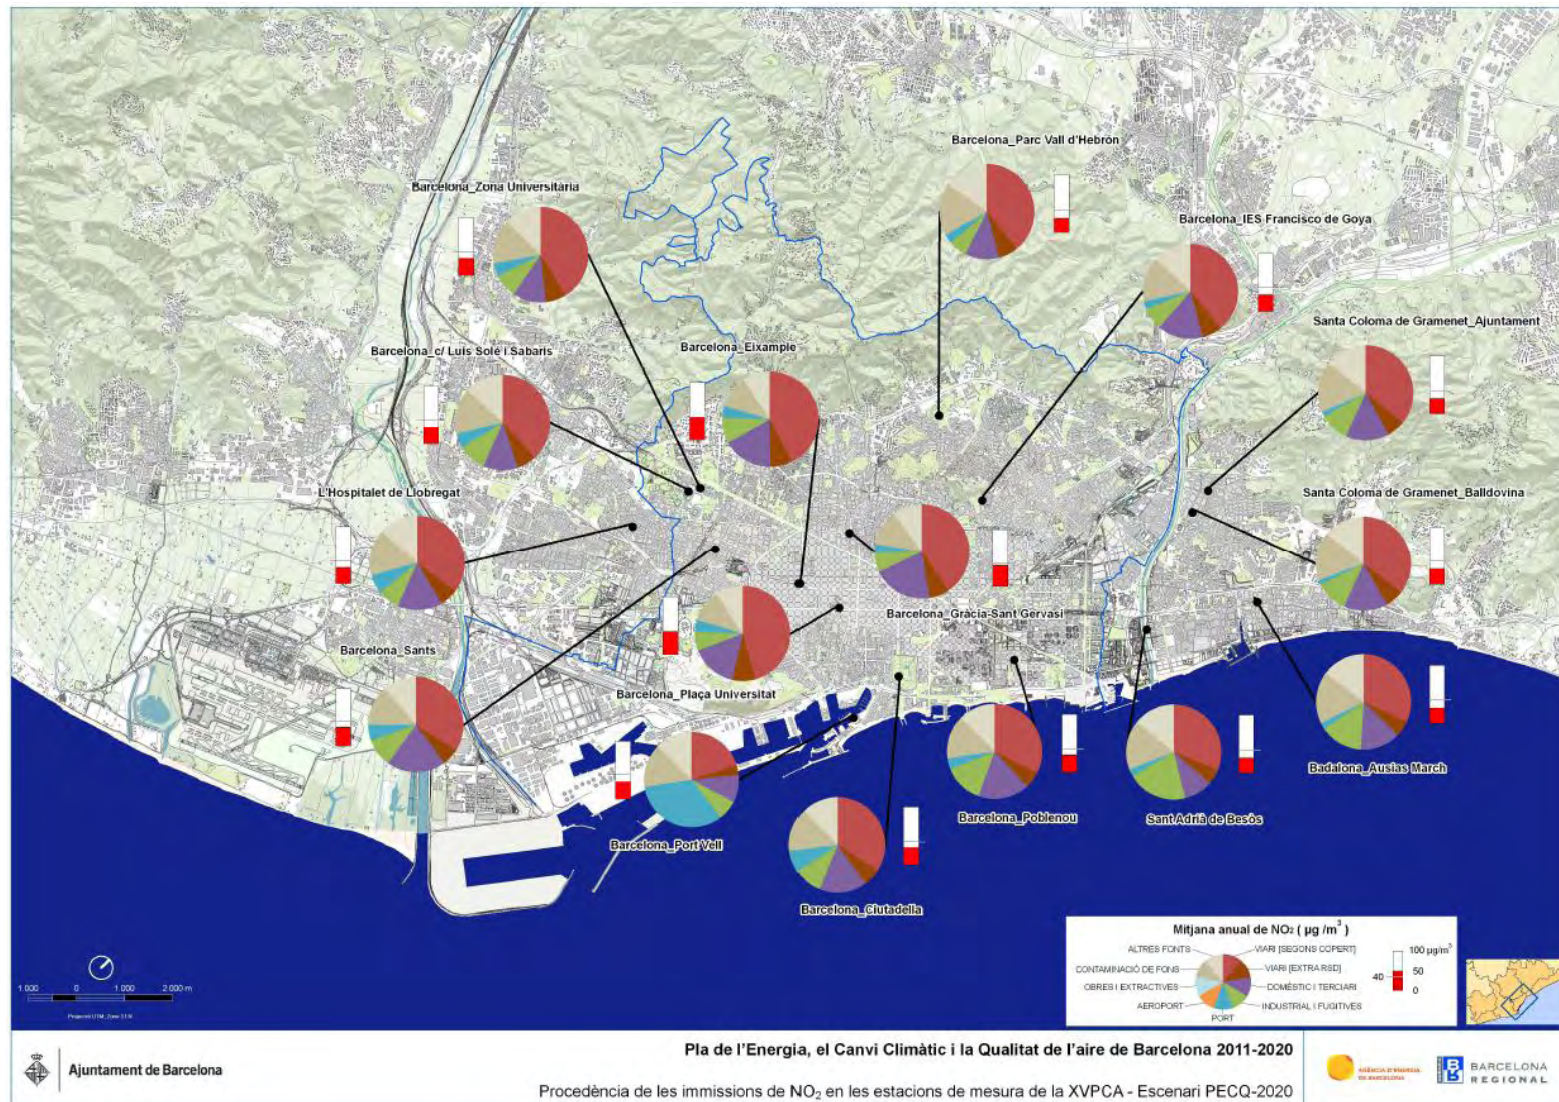 Barcelona_Parc Vall d'Hebron
Barcelona_Zona Universitària
Barcelona_IES Francisco de Goya
Santa Coloma de Gramenet_Ajuntament
Barcelona_c/ Luis Solé i Sabaris
Barcelona_Eixample
L'Hospitalet de Llobregat
Santa Coloma de Gramenet_Balldovina
Barcelona_Gràcia-Sant Gervasi
Barcelona_Sants
Barcelona_Plaça Universitat
Badalona_Ausias March
Barcelona_Poblenou
Sant Adrià de Besòs
Barcelona_Port Vell
Barcelona_Ciutadella
Mitjana anual de NO₂ ( µg /m³ )
ALTRES FONTS
VIARI [SEGONS COPERT]
CONTAMINACIÓ DE FONS
VIARI [EXTRA RSD]
OBRES I EXTRACTIVES
DOMÈSTIC I TERCIARI
AEROPORT
INDUSTRIAL I FUGITIVES
PORT
100 µg/m³
50
40
0
1 000 0 1 000 2 000 m
Ajuntament de Barcelona
Pla de l'Energia, el Canvi Climàtic i la Qualitat de l'aire de Barcelona 2011-2020
Procedència de les immissions de NO₂ en les estacions de mesura de la XVPCA - Escenari PECQ-2020
AGÈNCIA D'ENERGIA
DE BARCELONA
BARCELONA
REGIONAL